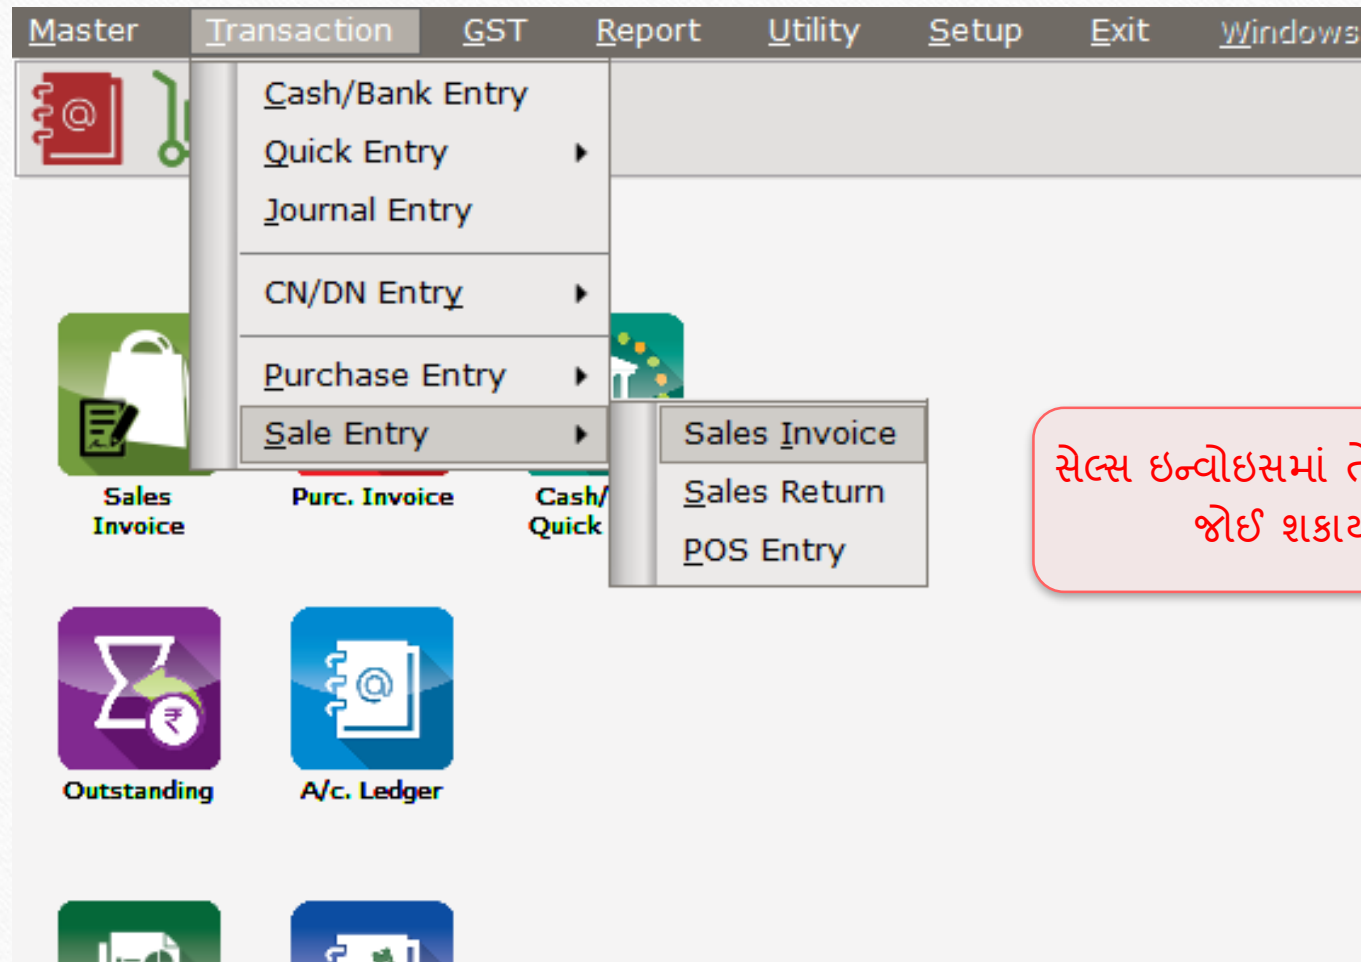 Master Transaction GST Report Utility Setup Exit Windows
Cash/Bank Entry
Quick Entry
Journal Entry
CN/DN Entry
Purchase Entry
Sale Entry
Sales Invoice
Sales Return
POS Entry
સેલ્સ ઇન્વોઇસમાં
જોઈ
Sales
Invoice
Purc. Invoice
Cash/
Quick
Outstanding
A/c. Ledger